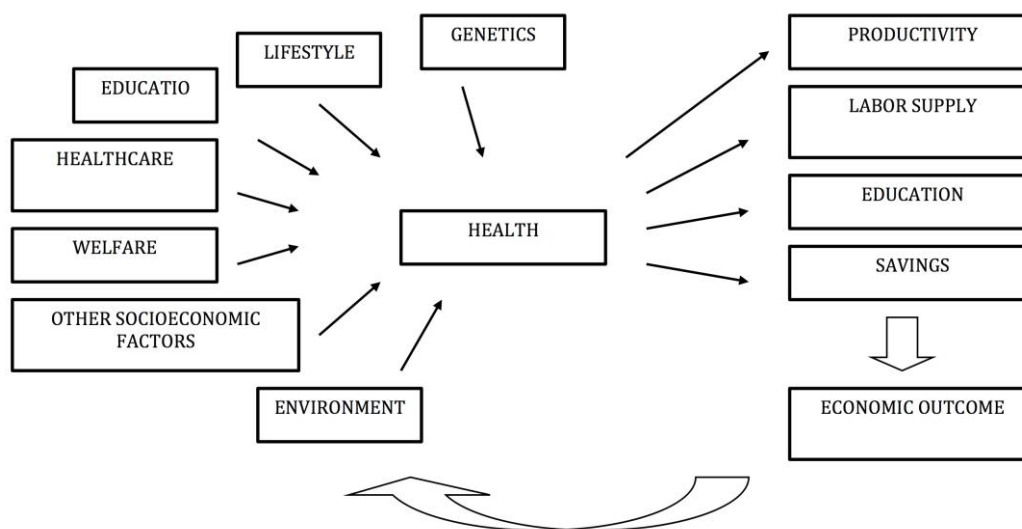 GENETICS
LIFESTYLE
EDUCATIO
HEALTHCARE
WELFARE
OTHER SOCIOECONOMIC
FACTORS
ENVIRONMENT
HEALTH
PRODUCTIVITY
LABOR SUPPLY
EDUCATION
SAVINGS
ECONOMIC OUTCOME